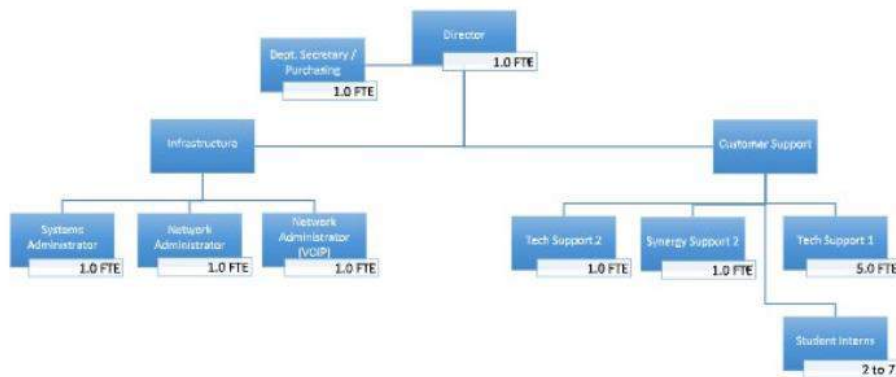 Director
1.0 FTE
Dept. Secretary /
Purchasing
1.0 FTE
Infrastructure
Customer Support
Systems
Administrator
1.0 FTE
Network
Administrator
1.0 FTE
Network
Administrator
(VOIP)
1.0 FTE
Tech Support 2
1.0 FTE
Synergy Support 2
1.0 FTE
Tech Support 1
5.0 FTE
Student Interns
2 to 7